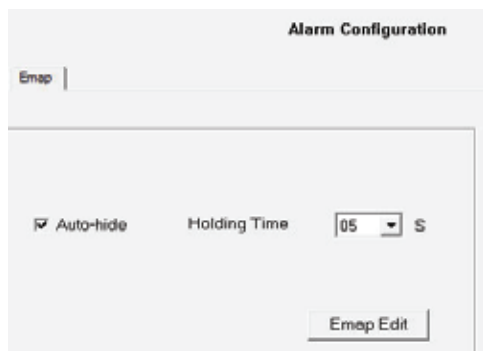 Alarm Configuration
Emap
Auto-hide Holding Time 05 S
Emap Edit